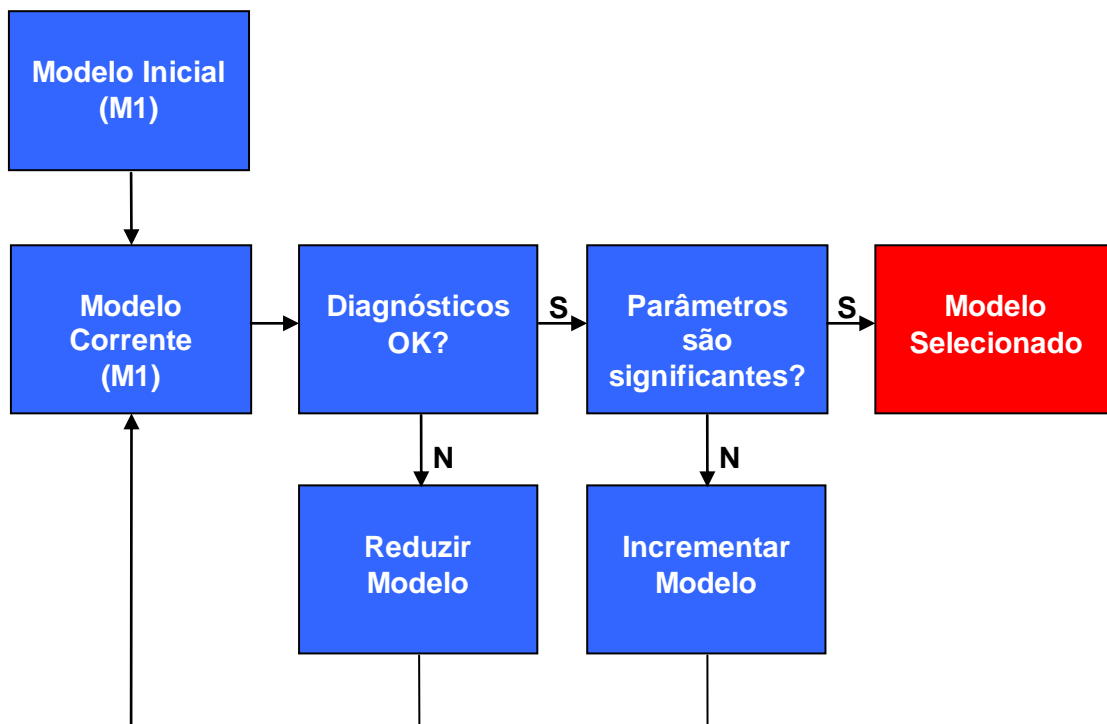 Modelo Inicial
(M1)
Modelo
Corrente
(M1)
Diagnósticos
OK?
S
Parâmetros
são
significantes?
S
Modelo
Selecionado
N
N
Reduzir
Modelo
Incrementar
Modelo